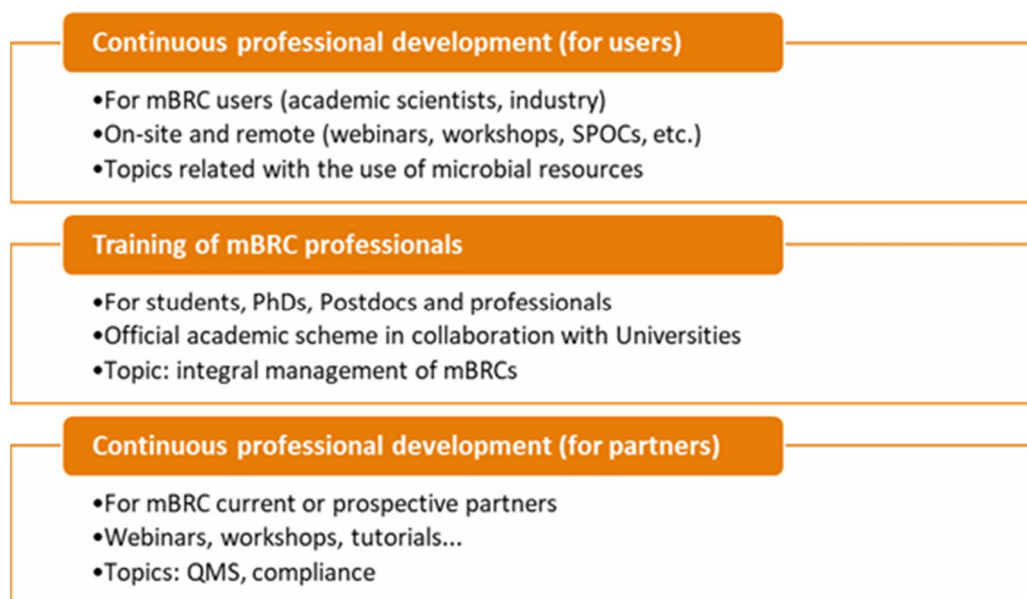 Continuous professional development (for users)
•For mBRC users (academic scientists, industry)
•On-site and remote (webinars, workshops, SPOCs, etc.)
•Topics related with the use of microbial resources
Training of mBRC professionals
•For students, PhDs, Postdocs and professionals
•Official academic scheme in collaboration with Universities
•Topic: integral management of mBRCs
Continuous professional development (for partners)
•For mBRC current or prospective partners
•Webinars, workshops, tutorials...
•Topics: QMS, compliance